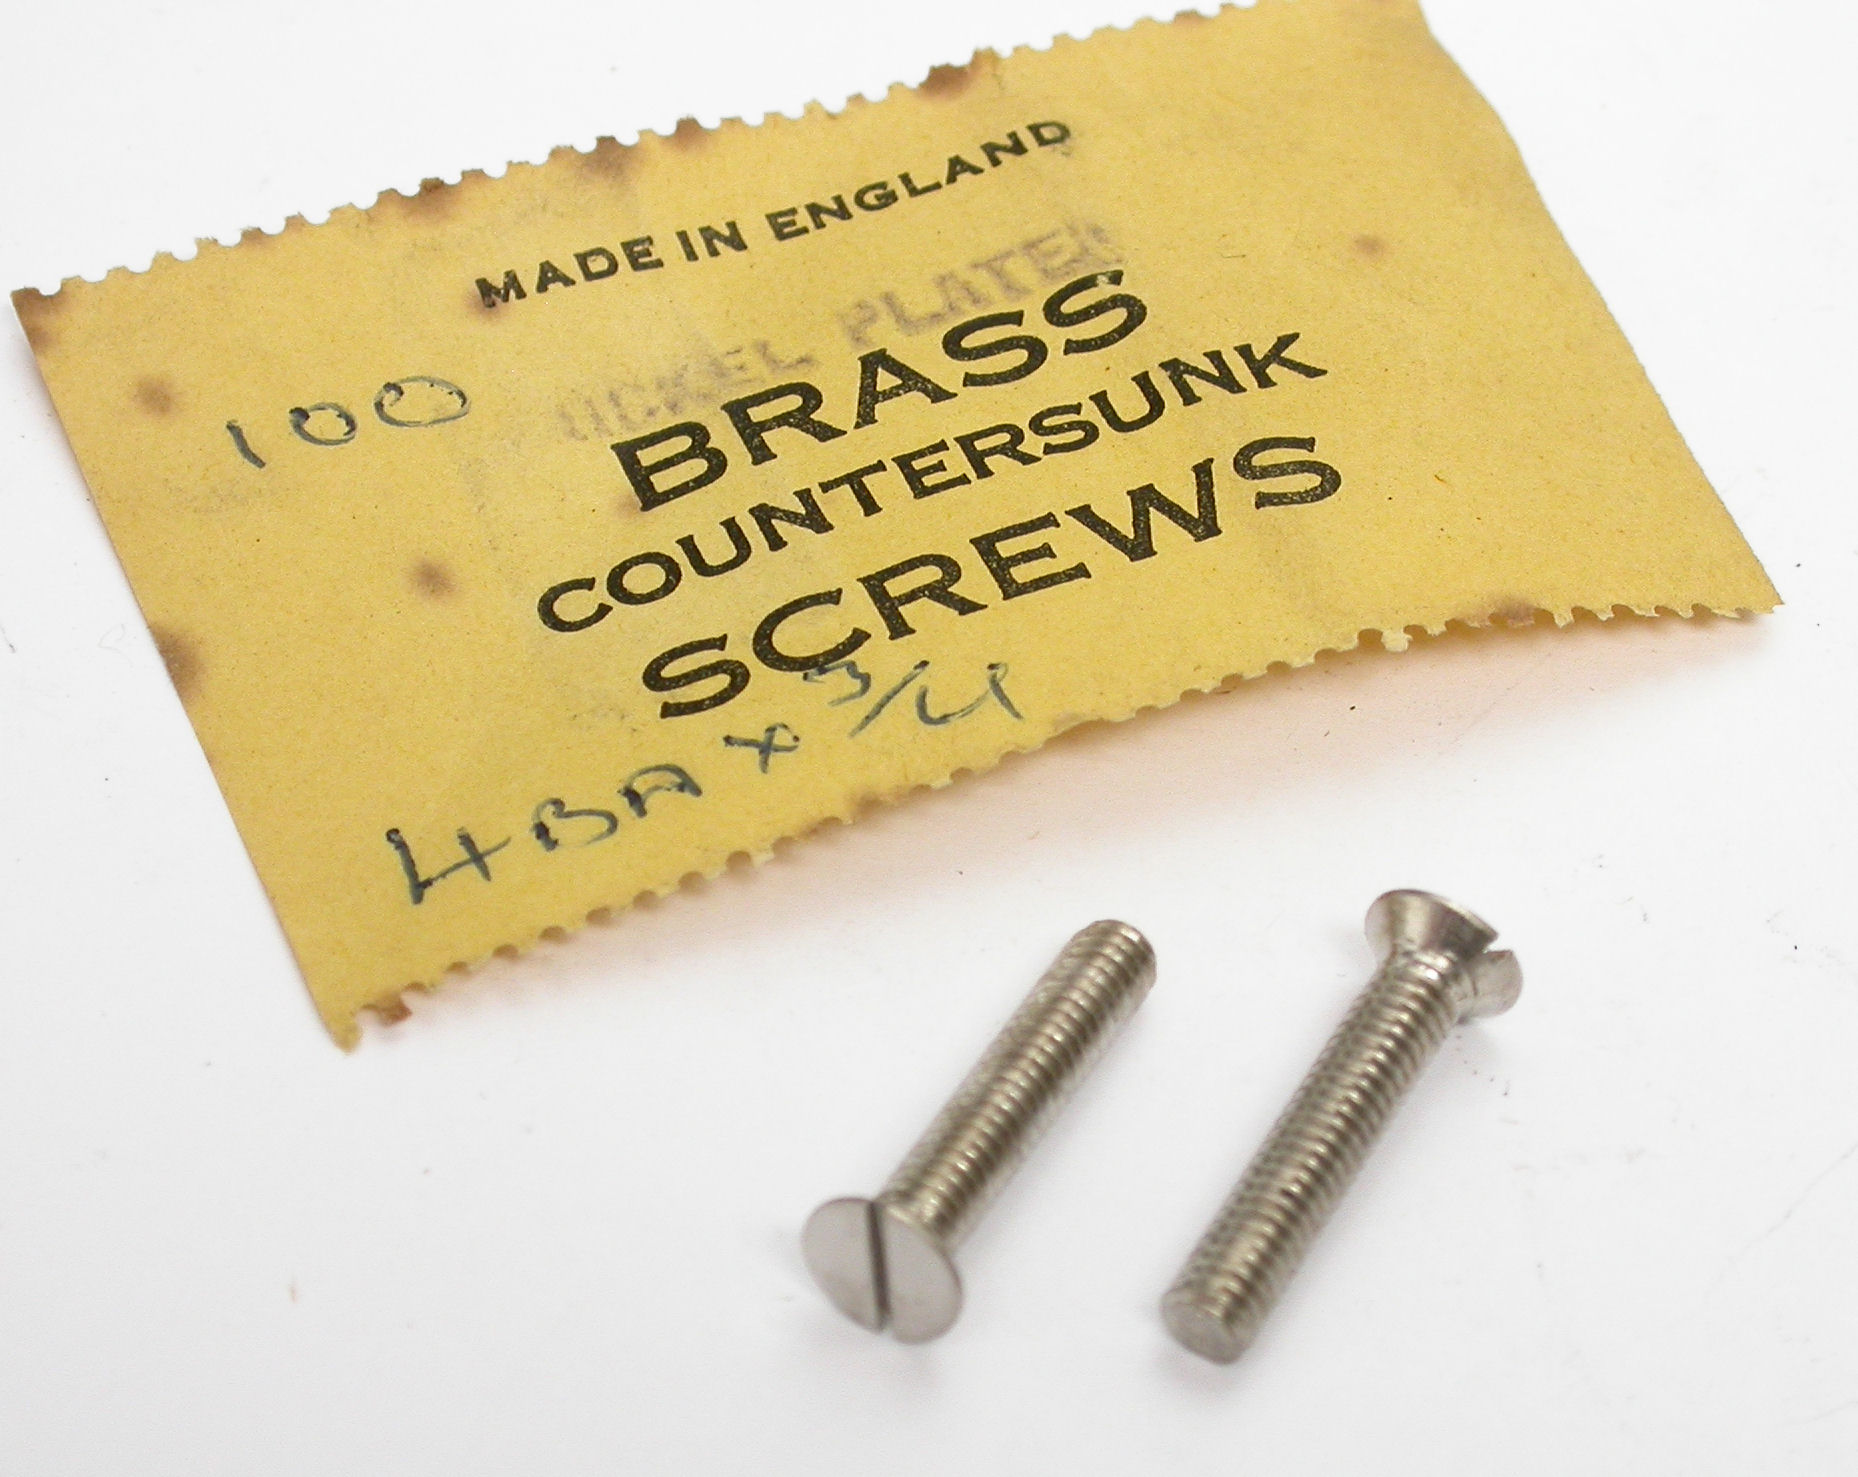 MADE IN ENGLAND
NICKEL PLATED
100
BRASS
COUNTERSUNK
SCREWS
4BA x 3/4